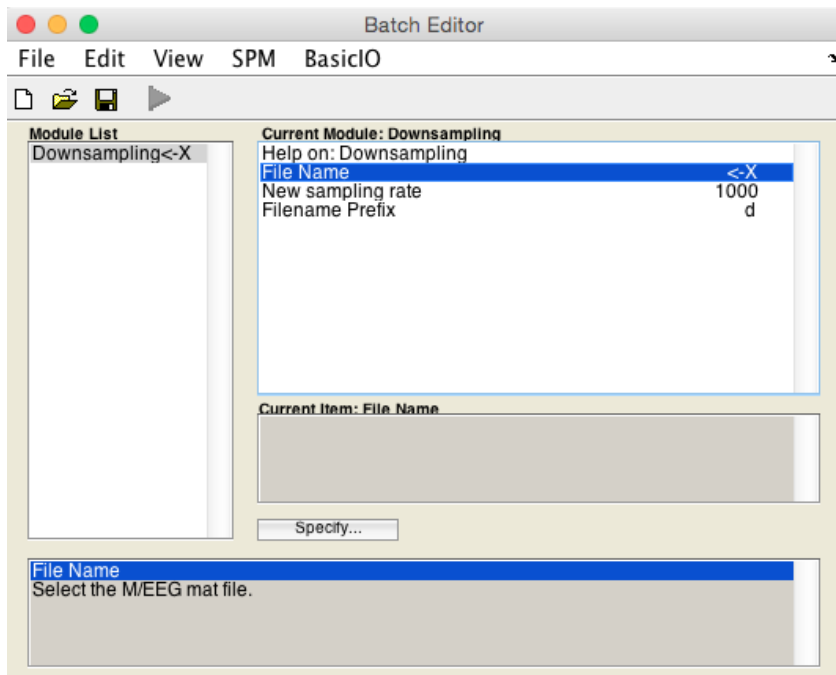 Batch Editor
File Edit View SPM BasicIO
Module List
Downsampling<-X
Current Module: Downsampling
Help on: Downsampling
File Name <-X
New sampling rate 1000
Filename Prefix d
Current Item: File Name
Specify...
File Name
Select the M/EEG mat file.